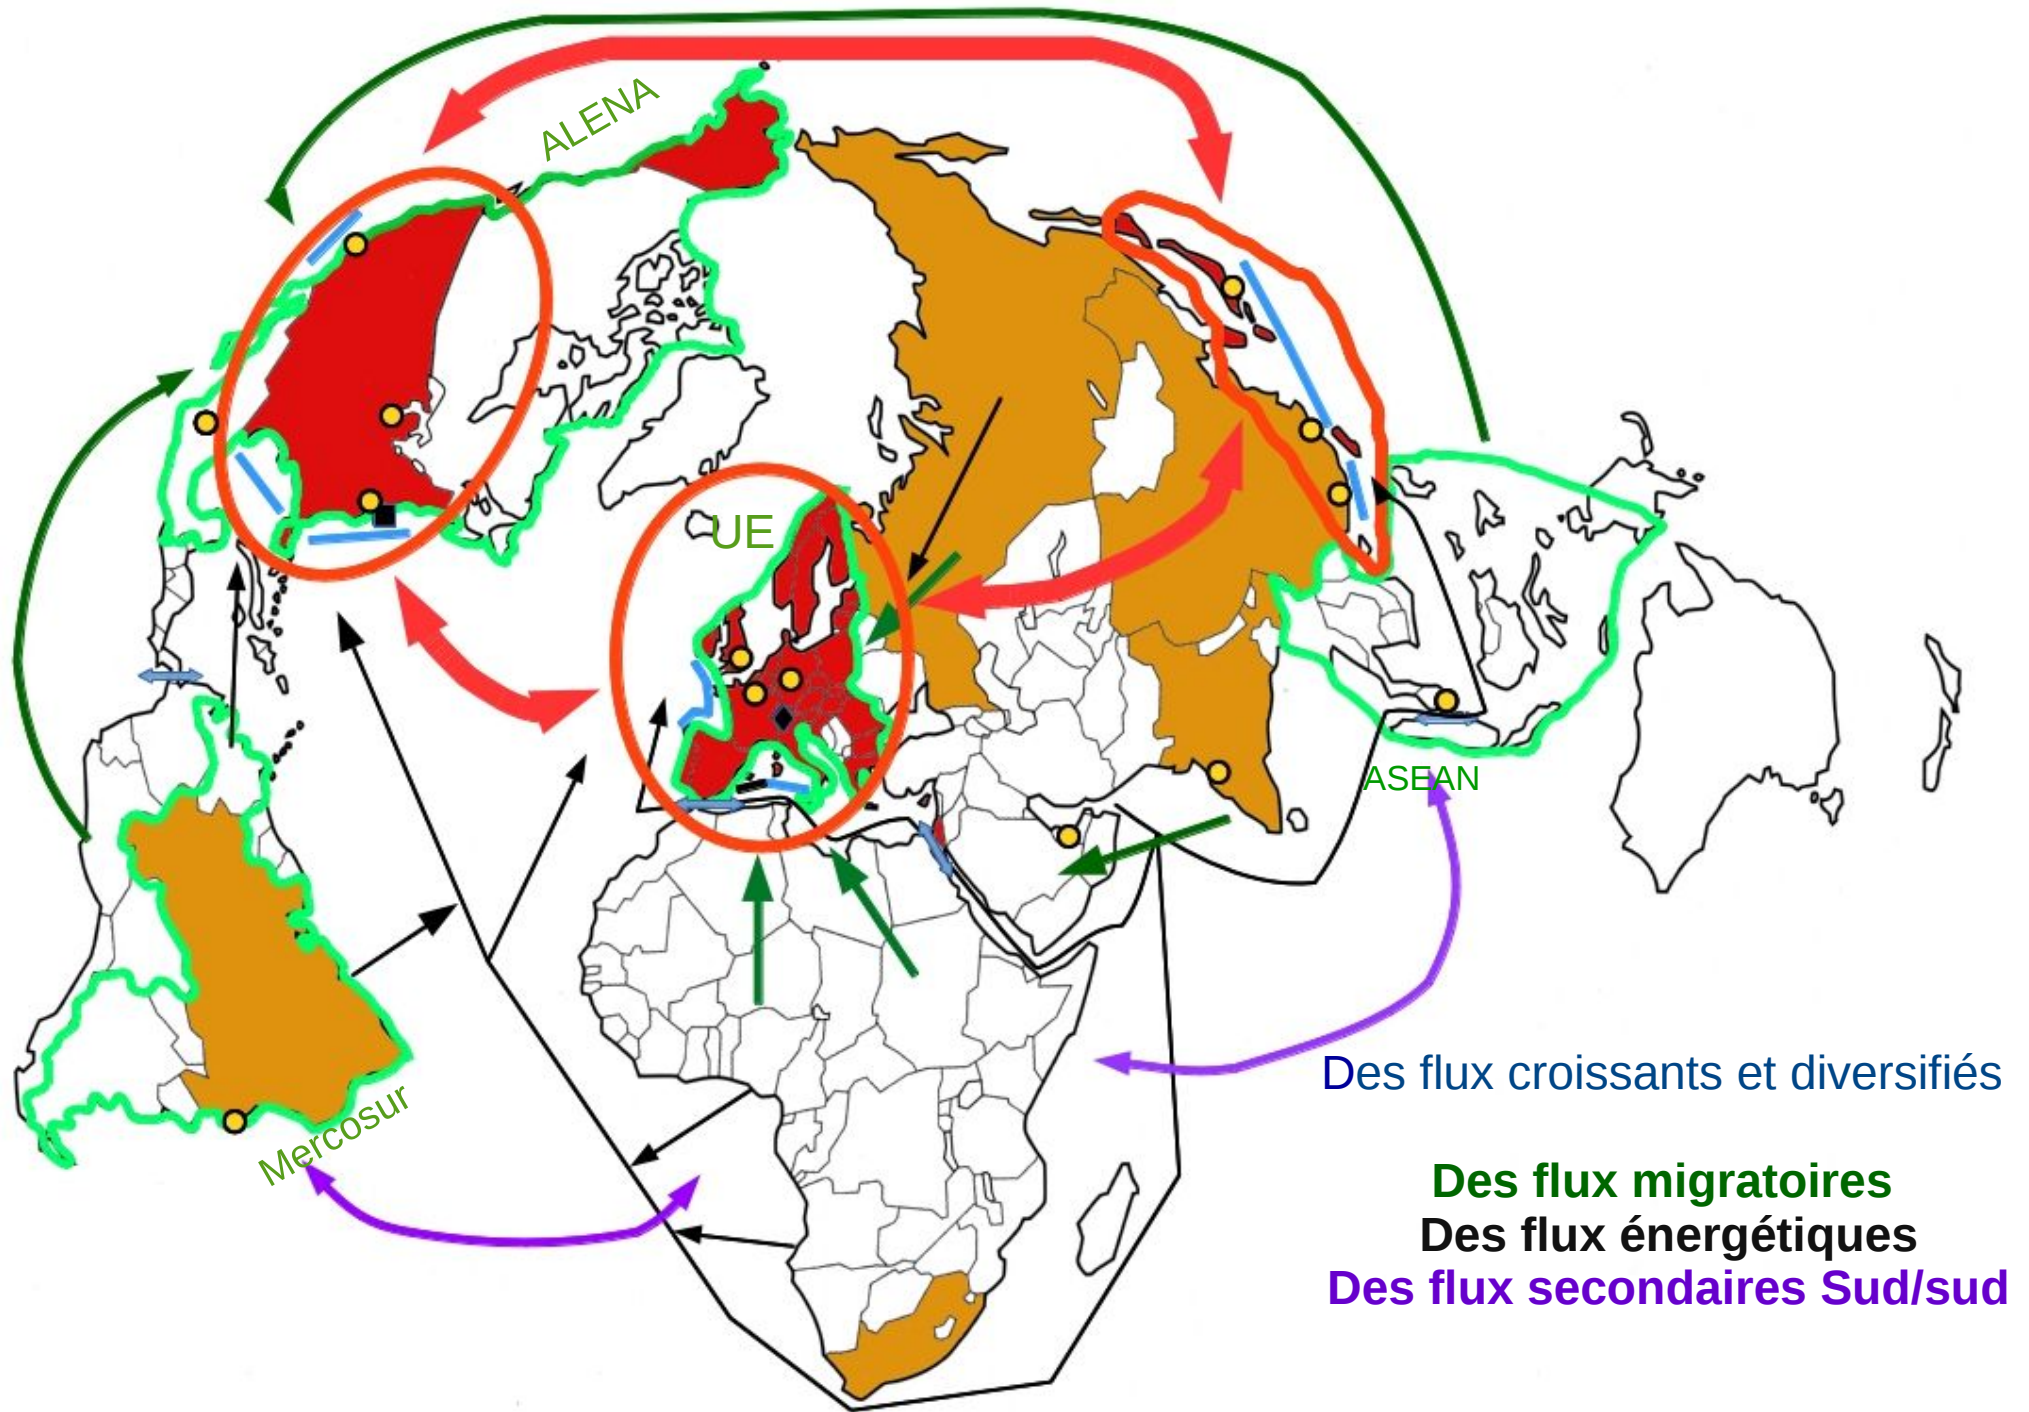 ALENA
UE
ASEAN
Mercosur
Des flux croissants et diversifiés
Des flux migratoires
Des flux énergétiques
Des flux secondaires Sud/sud